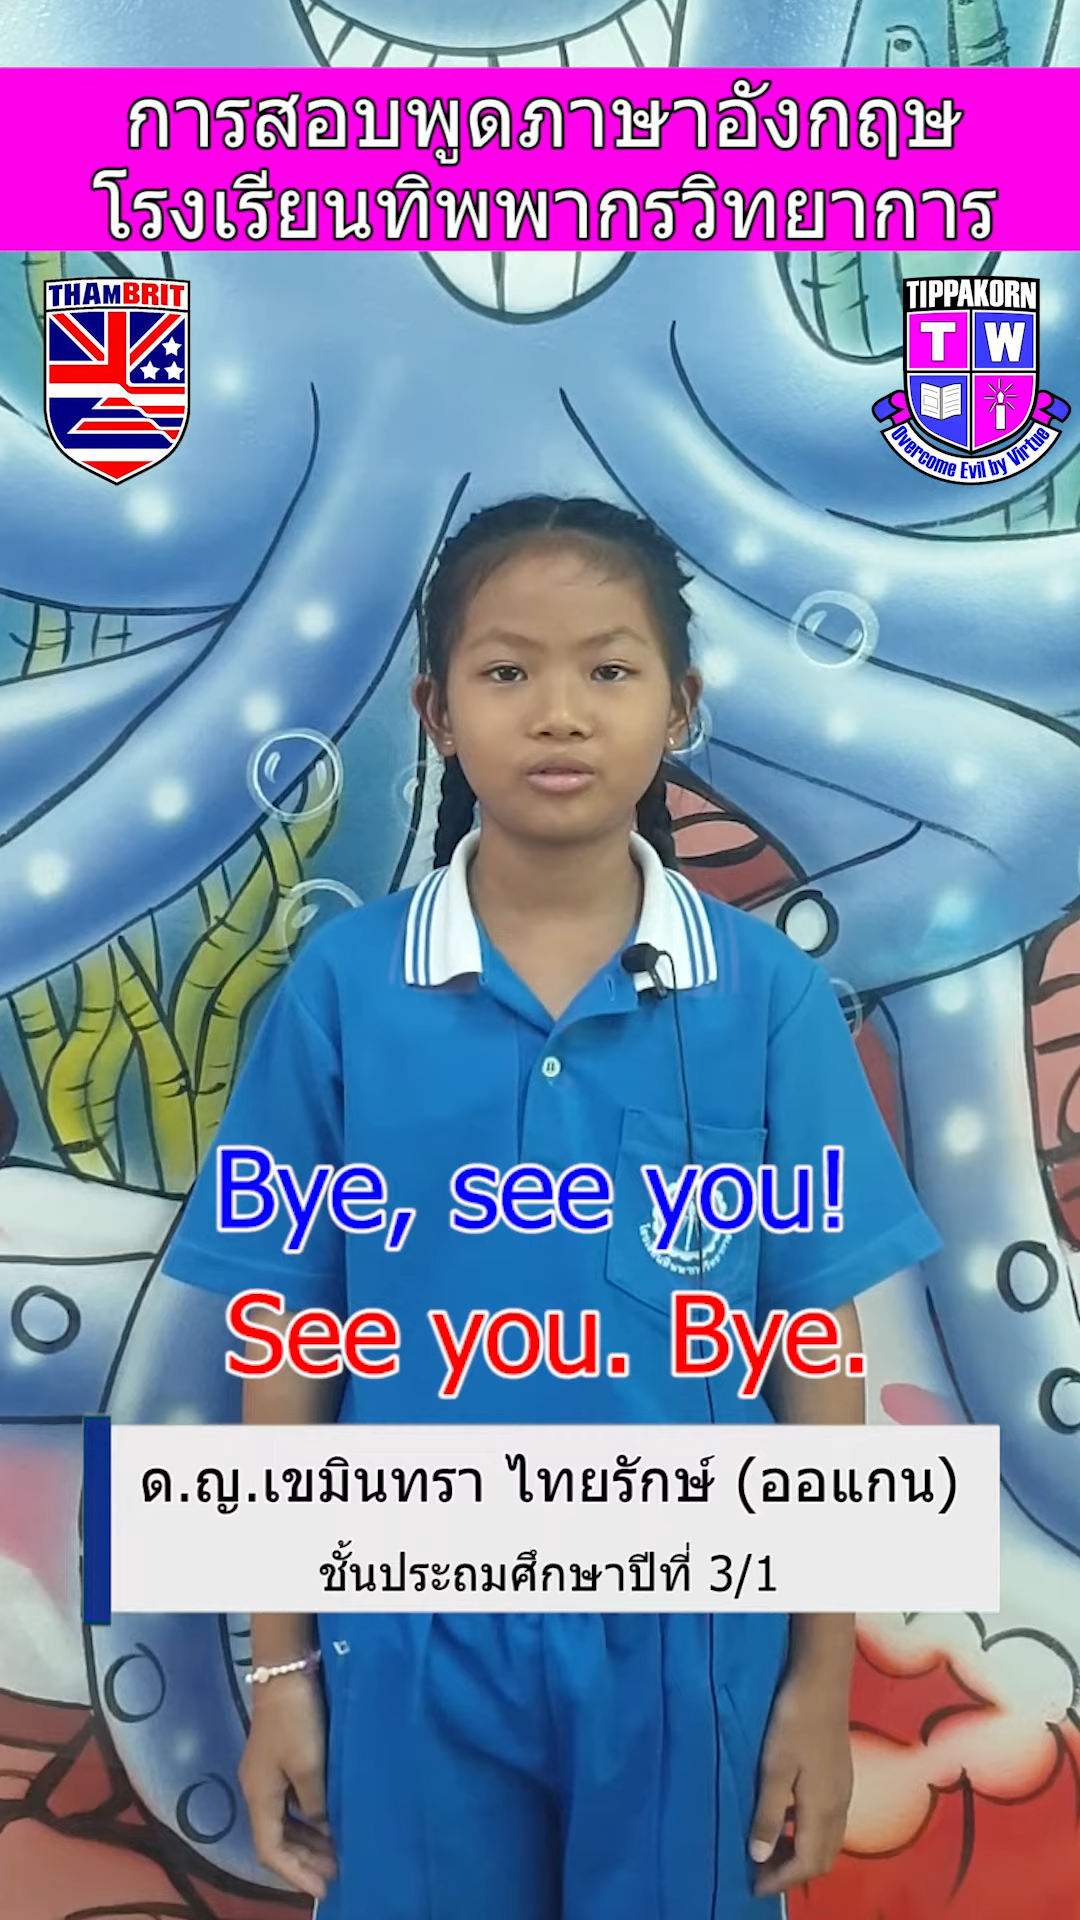 การสอบพูดภาษาอังกฤษ
โรงเรียนทิพพากรวิทยาการ
THAMBRIT
TIPPAKORN
T W
Overcome Evil by Virtue
Bye, see you!
See you. Bye.
ด.ญ.เขมินทรา ไทยรักษ์ (ออแกน)
ชั้นประถมศึกษาปีที่ 3/1